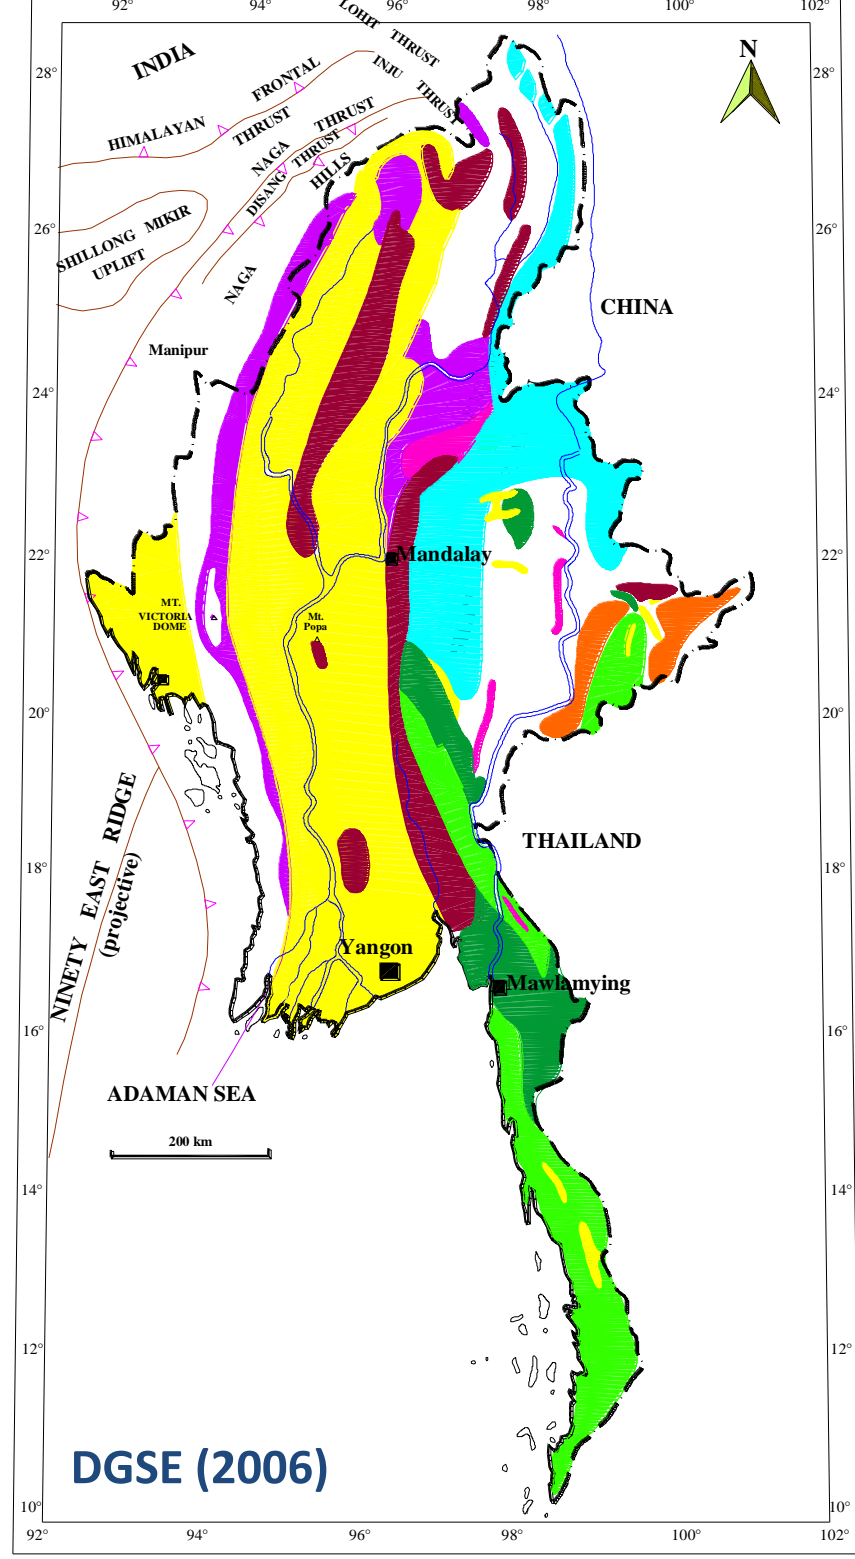 92° 94° 96° 98° 100° 102°
LOHIT THRUST
INDIA
N
28°
28°
INJU THRUST
FRONTAL
HIMALAYAN THRUST
NAGA THRUST
DISANG THRUST
HILLS
SHILLONG MIKIR
UPLIFT
26°
26°
NAGA
CHINA
Manipur
24°
24°
22°
Mandalay
22°
MT.
VICTORIA
DOME
Mt.
Popa
20°
20°
NINETY EAST RIDGE
(projective)
THAILAND
18°
18°
Yangon
Mawlamying
16°
16°
ADAMAN SEA
200 km
14°
14°
12°
12°
DGSE (2006)
10°
10°
92° 94° 96° 98° 100° 102°